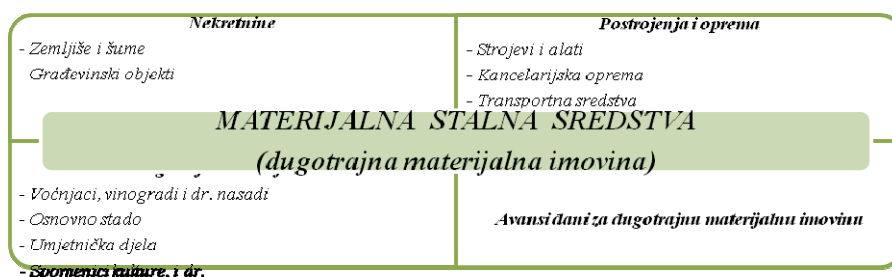 Nekretnine
- Zemljiše i šume
Građevinski objekti
Postrojenja i oprema
- Strojevi i alati
- Kancelarijska oprema
- Transportna sredstva
MATERIJALNA STALNA SREDSTVA
(dugotrajna materijalna imovina)
- Voćnjaci, vinogradi i dr. nasadi
- Osnovno stado
- Umjetnička djela
- Spomenici kulture, i dr.
Avansi dani za dugotrajnu materijalnu imovinu